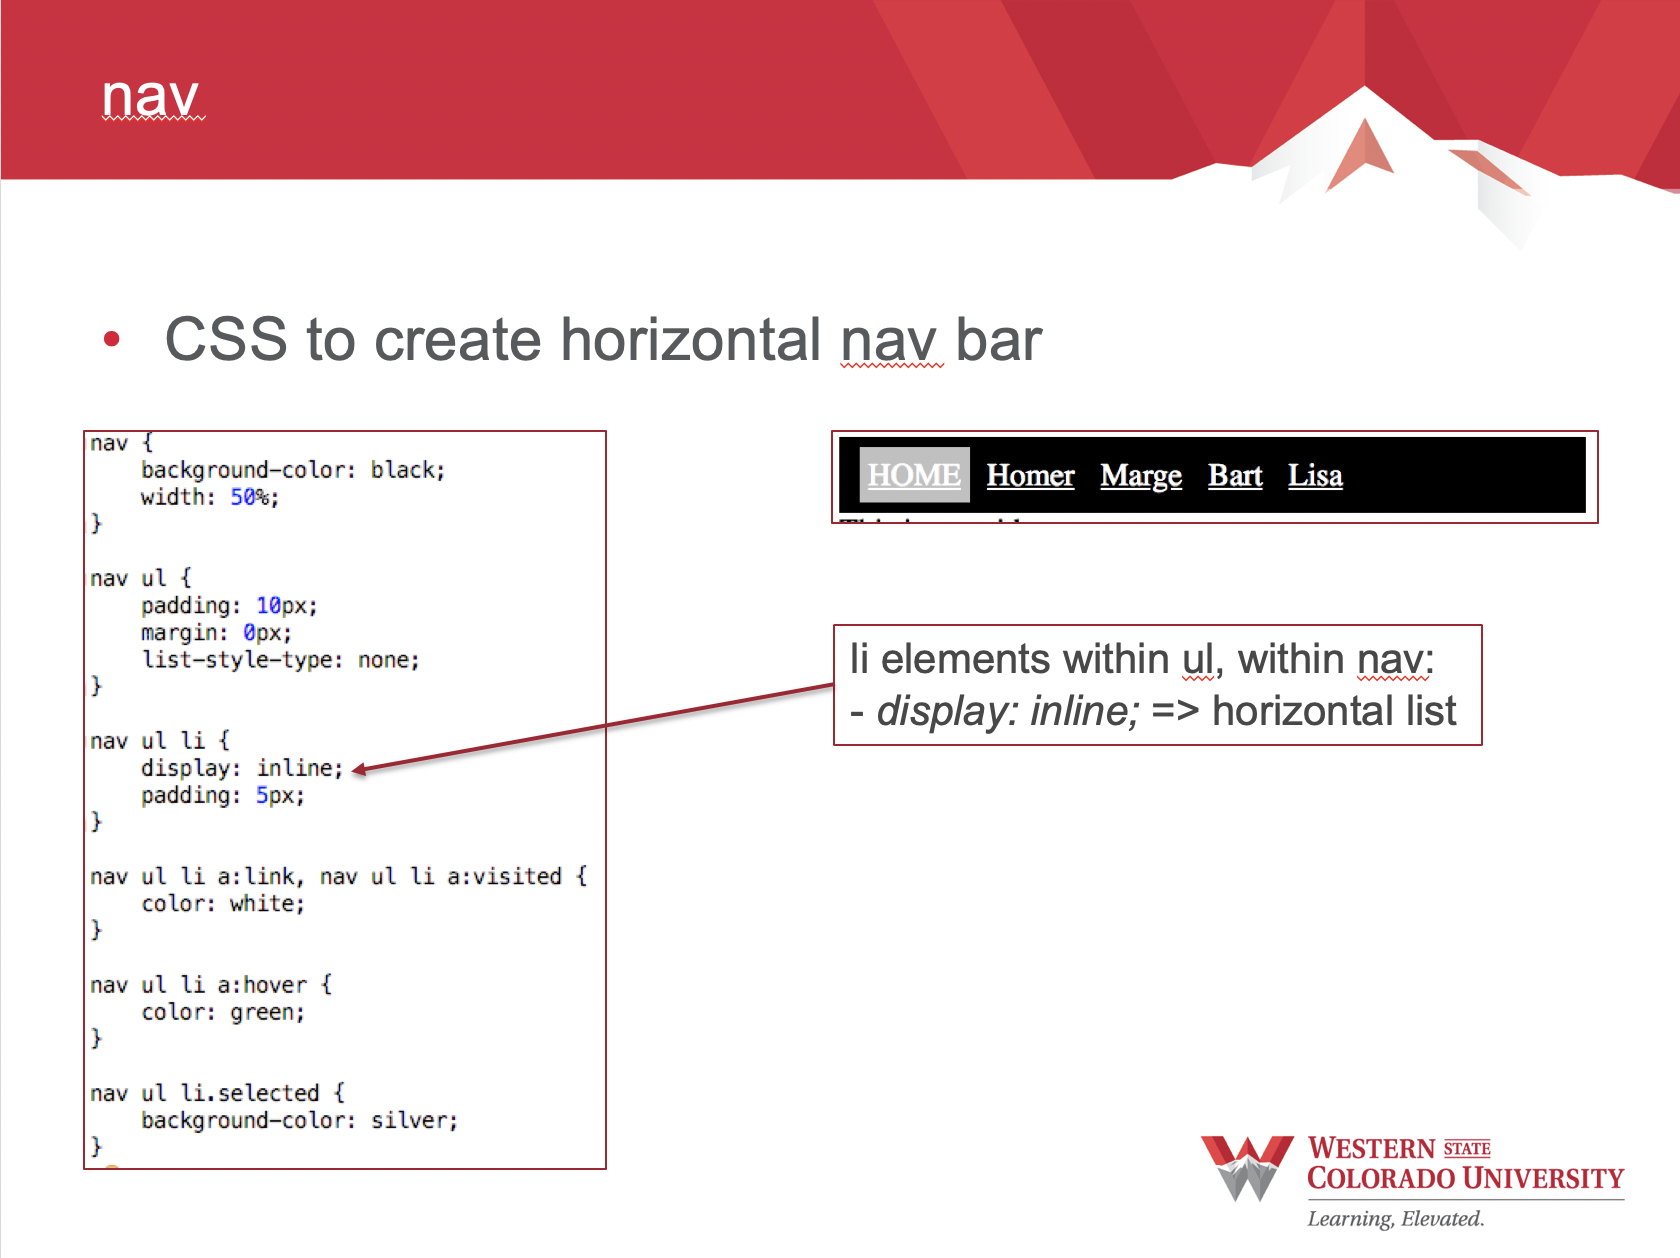 nav
• CSS to create horizontal nav bar
nav {
    background-color: black;
    width: 50%;
}
nav ul {
    padding: 10px;
    margin: 0px;
    list-style-type: none;
}
nav ul li {
    display: inline;
    padding: 5px;
}
nav ul li a:link, nav ul li a:visited {
    color: white;
}
nav ul li a:hover {
    color: green;
}
nav ul li.selected {
    background-color: silver;
}
HOME Homer Marge Bart Lisa
li elements within ul, within nav:
- display: inline; => horizontal list
WESTERN STATE
COLORADO UNIVERSITY
Learning, Elevated.